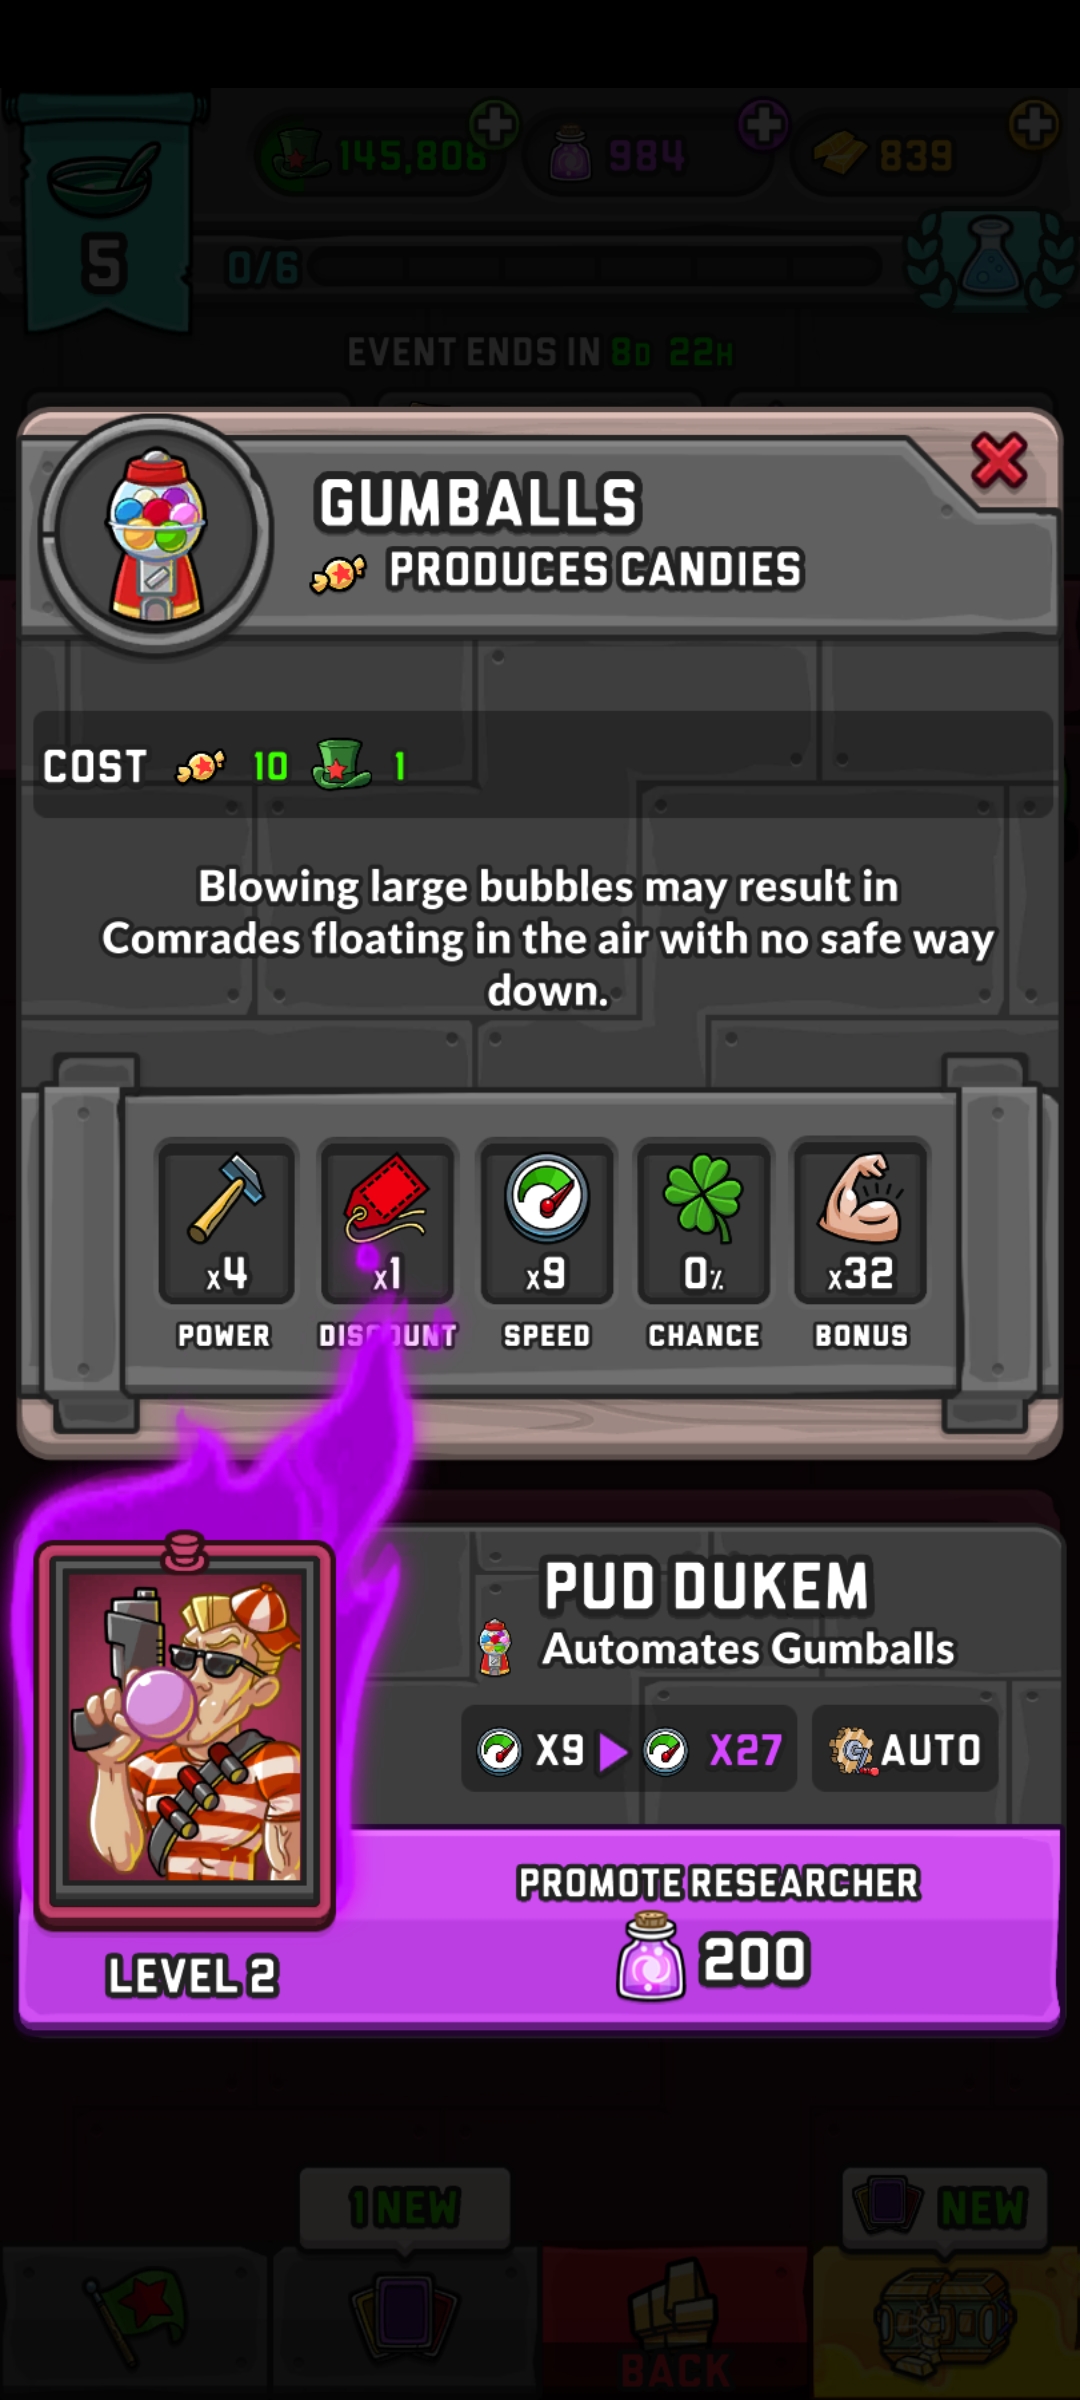 145,806 984 839
5
0/6
EVENT ENDS IN 8D 22H
GUMBALLS
PRODUCES CANDIES
COST 10 1
Blowing large bubbles may result in
Comrades floating in the air with no safe way
down.
x4 x1 x9 0% x32
POWER DISCOUNT SPEED CHANCE BONUS
PUD DUKEM
Automates Gumballs
X9 X27 AUTO
PROMOTE RESEARCHER
LEVEL 2
200
1 NEW
NEW
BACK